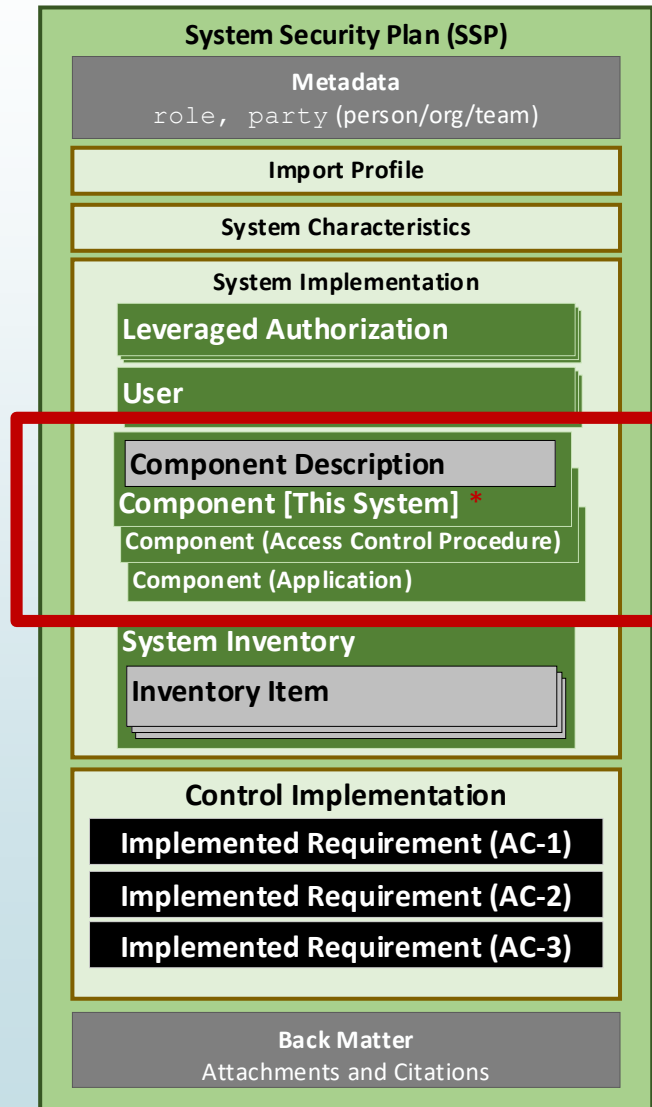 System Security Plan (SSP)
Metadata
role, party (person/org/team)
Import Profile
System Characteristics
System Implementation
Leveraged Authorization
User
Component Description
Component [This System] *
Component (Access Control Procedure)
Component (Application)
System Inventory
Inventory Item
Control Implementation
Implemented Requirement (AC-1)
Implemented Requirement (AC-2)
Implemented Requirement (AC-3)
Back Matter
Attachments and Citations